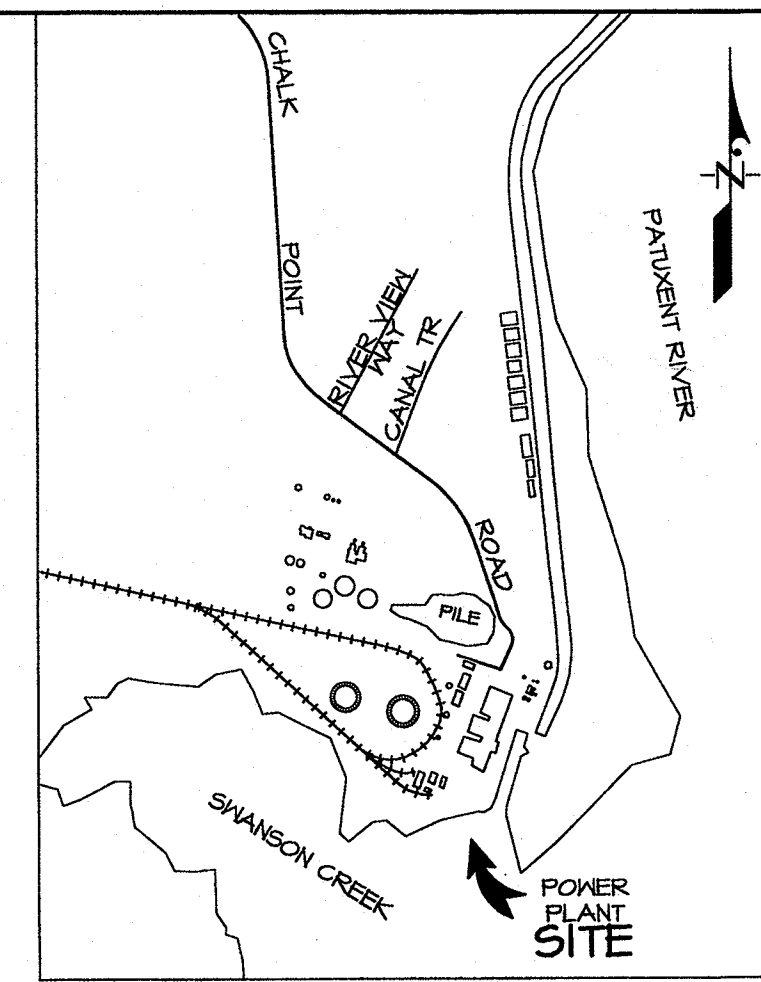 CHALK
POINT
ROAD
RIVER VIEW
WAY
CANAL TR
N
PATUXENT RIVER
PILE
SWANSON CREEK
POWER
PLANT
SITE